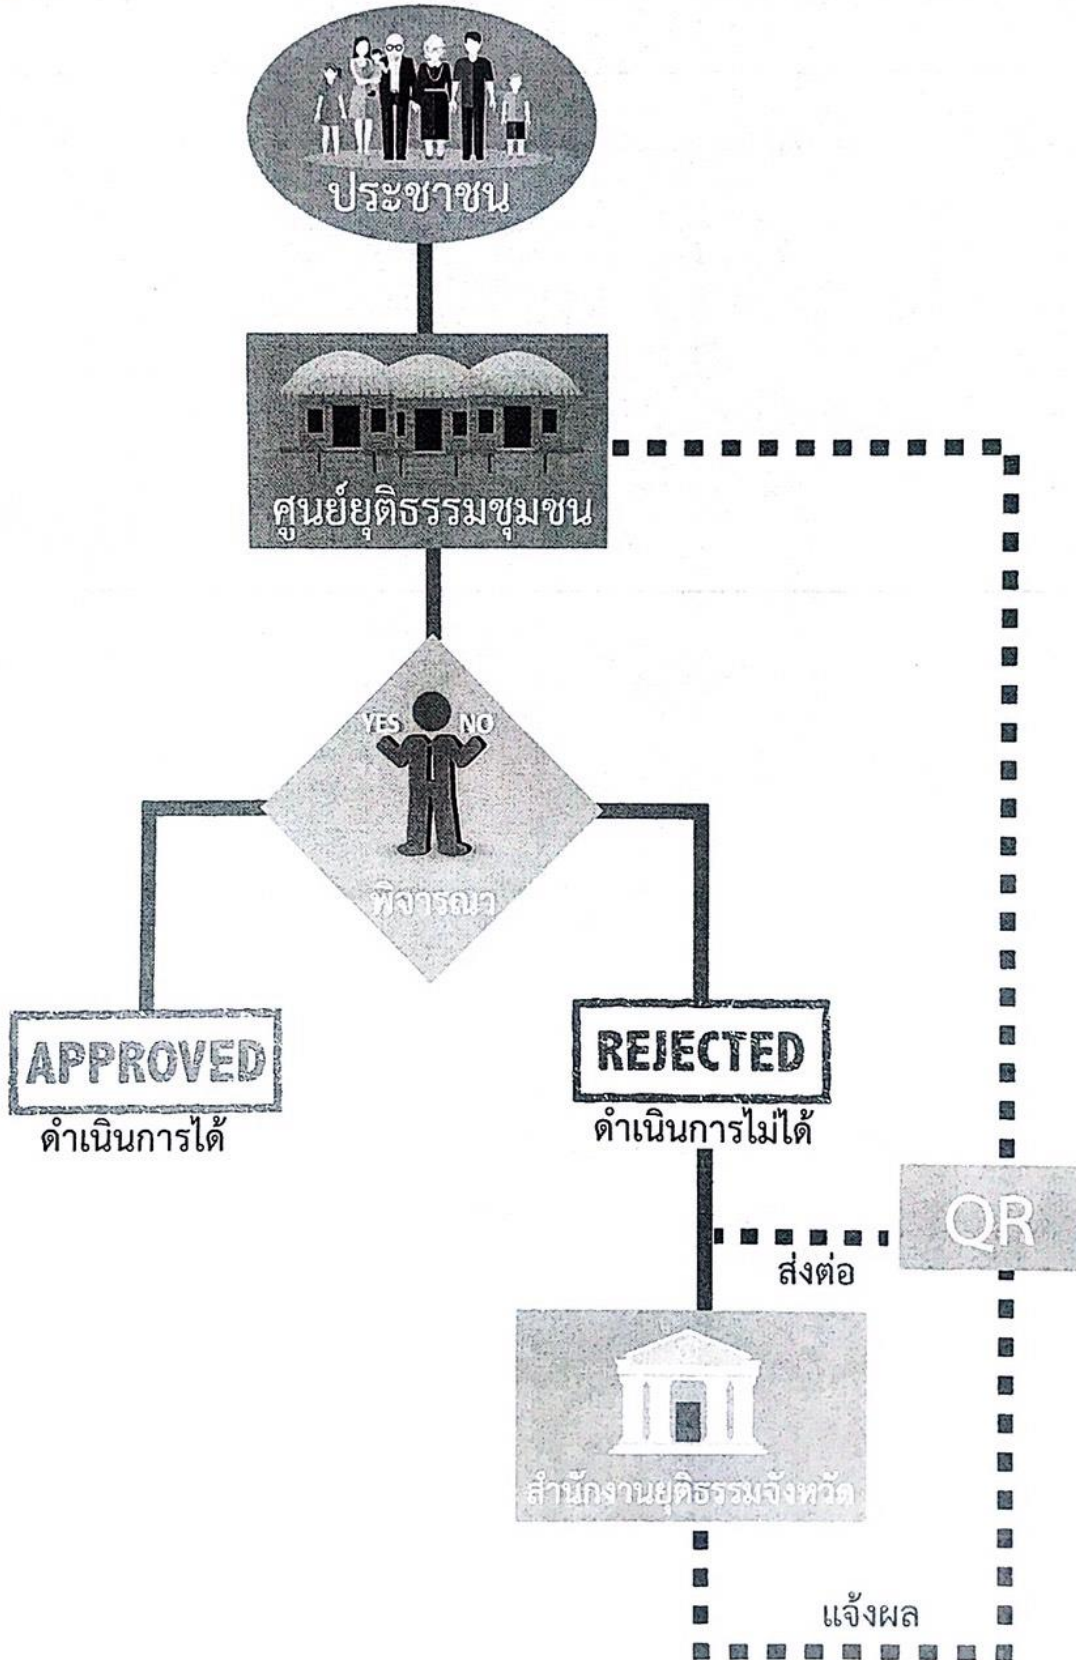 ประชาชน
ศูนย์ยุติธรรมชุมชน
YES NO
พิจารณา
APPROVED
ดำเนินการได้
REJECTED
ดำเนินการไม่ได้
QR
ส่งต่อ
สำนักงานยุติธรรมจังหวัด
แจ้งผล